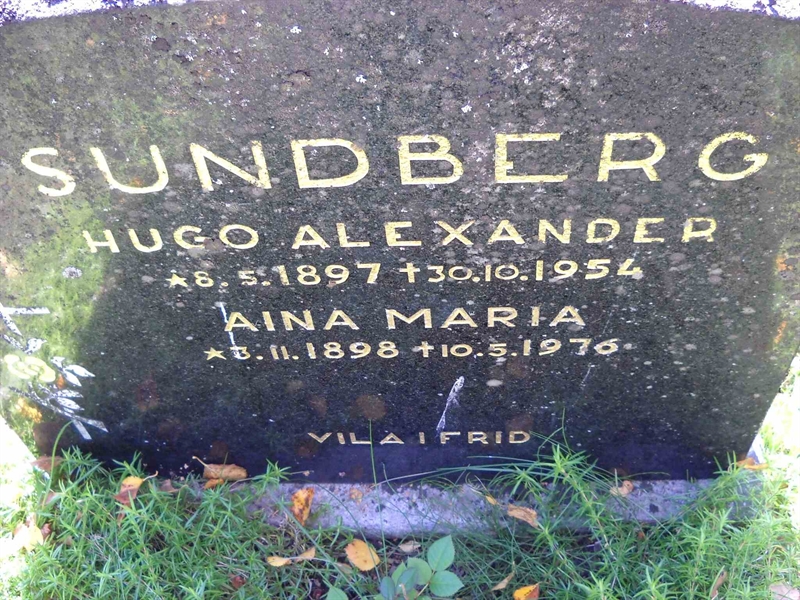 SUNDBERG
HUGO ALEXANDER
★8.5.1897 ✝30.10.1954
AINA MARIA
★3.11.1898 ✝10.5.1976
VILA I FRID